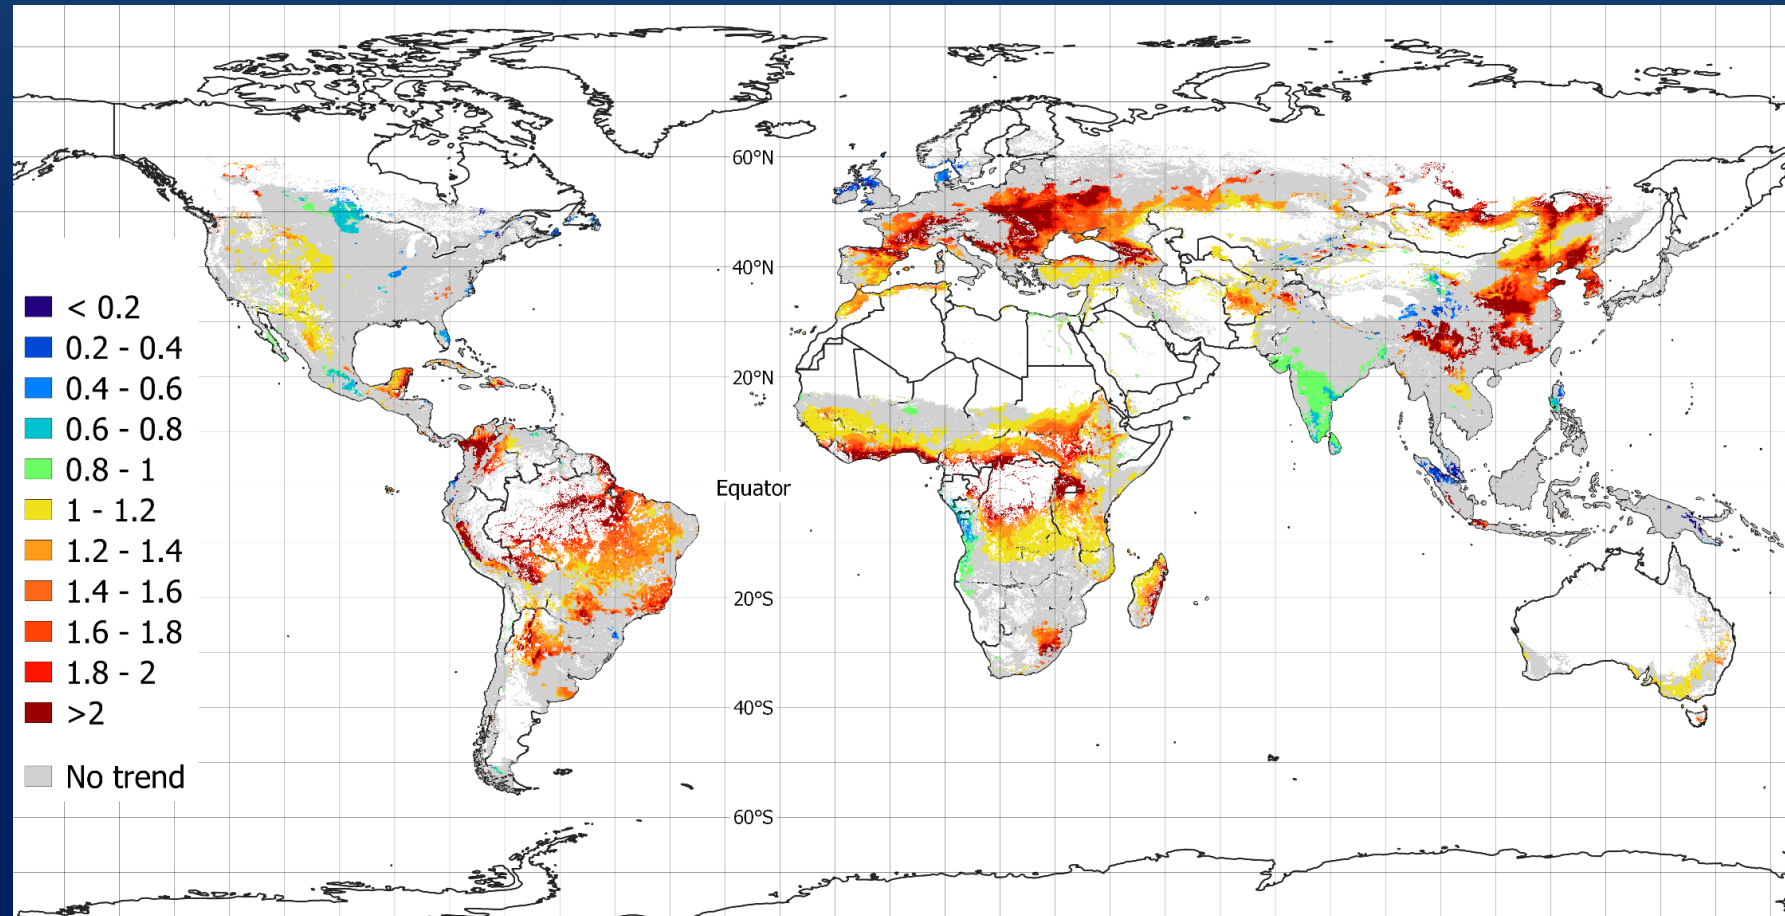 60°N
40°N
20°N
Equator
20°S
40°S
60°S
< 0.2
0.2 - 0.4
0.4 - 0.6
0.6 - 0.8
0.8 - 1
1 - 1.2
1.2 - 1.4
1.4 - 1.6
1.6 - 1.8
1.8 - 2
>2
No trend